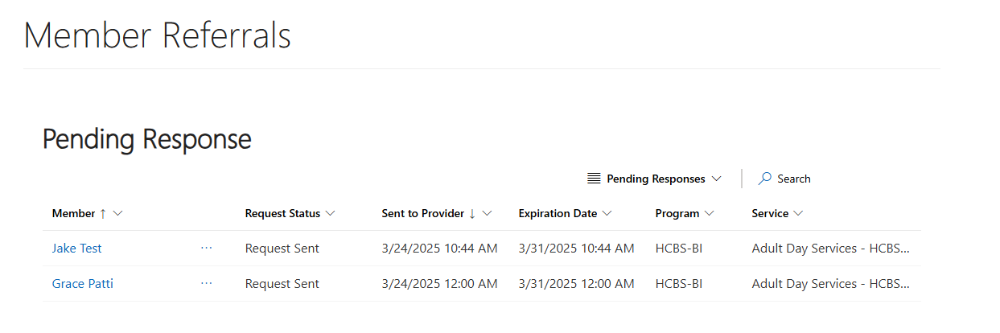 Member Referrals
Pending Response
Pending Responses Search
Member ↑ Request Status Sent to Provider ↓ Expiration Date Program Service
Jake Test ... Request Sent 3/24/2025 10:44 AM 3/31/2025 10:44 AM HCBS-BI Adult Day Services - HCBS...
Grace Patti ... Request Sent 3/24/2025 12:00 AM 3/31/2025 12:00 AM HCBS-BI Adult Day Services - HCBS...